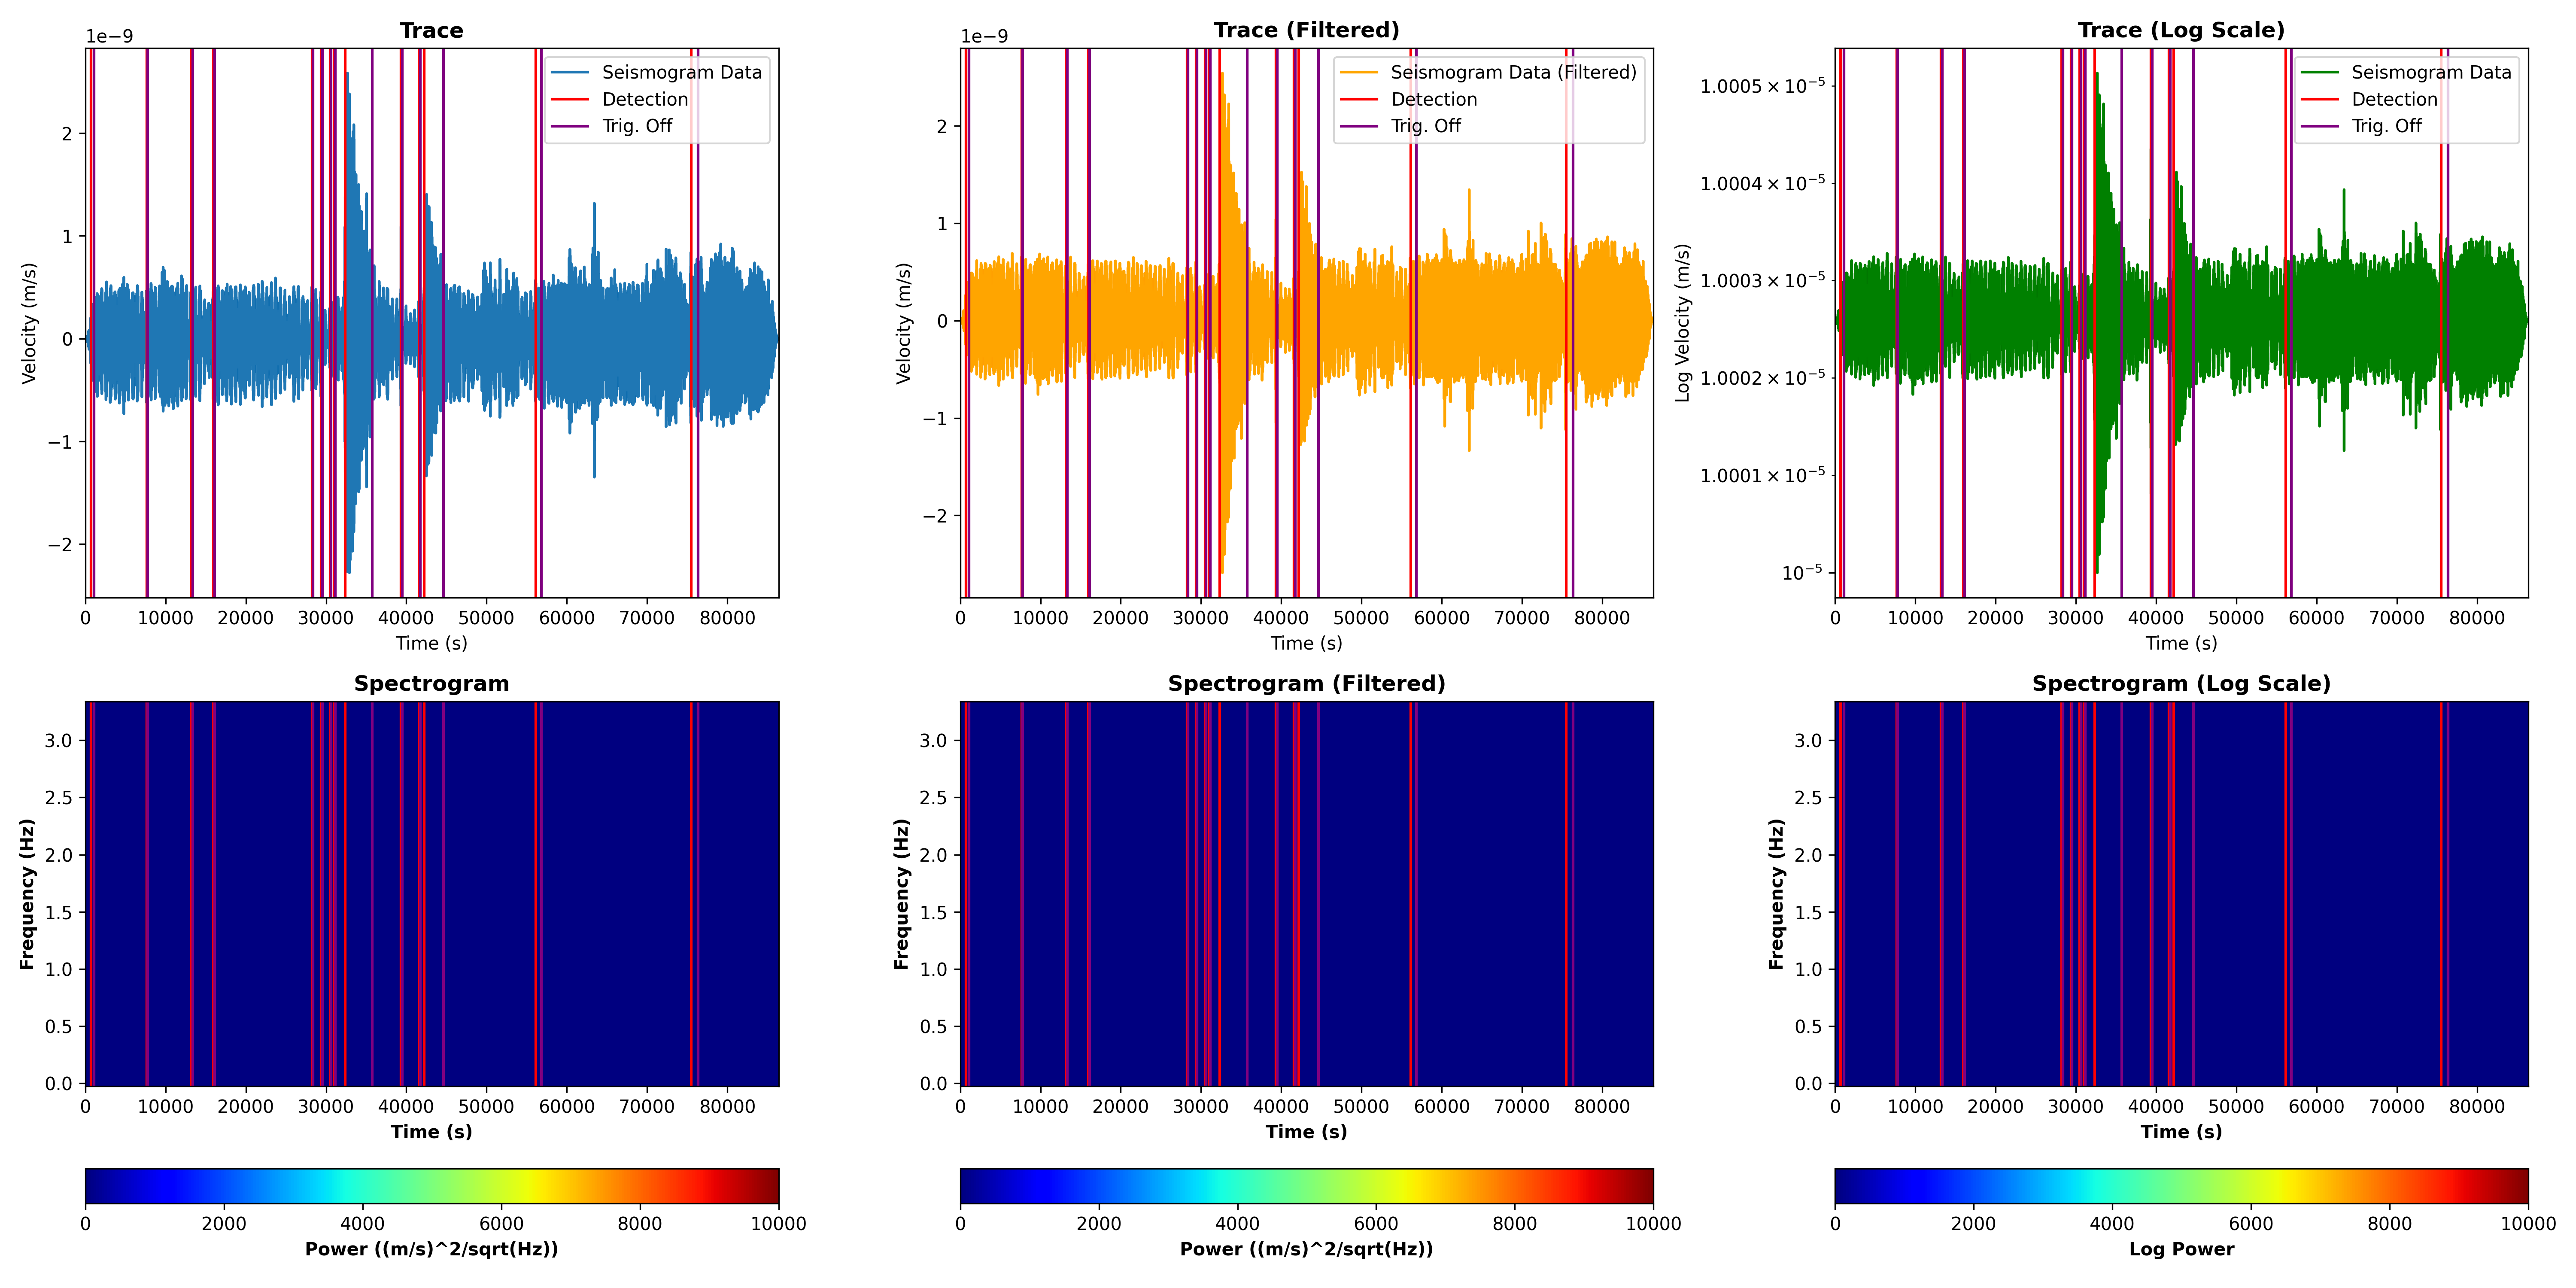 Trace
1e−9
Seismogram Data
Detection
Trig. Off
2
1
0
−1
−2
Velocity (m/s)
0 10000 20000 30000 40000 50000 60000 70000 80000
Time (s)
Trace (Filtered)
1e−9
Seismogram Data (Filtered)
Detection
Trig. Off
2
1
0
−1
−2
Velocity (m/s)
0 10000 20000 30000 40000 50000 60000 70000 80000
Time (s)
Trace (Log Scale)
Seismogram Data
Detection
Trig. Off
1.0005 × 10⁻⁵
1.0004 × 10⁻⁵
1.0003 × 10⁻⁵
1.0002 × 10⁻⁵
1.0001 × 10⁻⁵
10⁻⁵
Log Velocity (m/s)
0 10000 20000 30000 40000 50000 60000 70000 80000
Time (s)
Spectrogram
3.0
2.5
2.0
1.5
1.0
0.5
0.0
Frequency (Hz)
0 10000 20000 30000 40000 50000 60000 70000 80000
Time (s)
0 2000 4000 6000 8000 10000
Power ((m/s)^2/sqrt(Hz))
Spectrogram (Filtered)
3.0
2.5
2.0
1.5
1.0
0.5
0.0
Frequency (Hz)
0 10000 20000 30000 40000 50000 60000 70000 80000
Time (s)
0 2000 4000 6000 8000 10000
Power ((m/s)^2/sqrt(Hz))
Spectrogram (Log Scale)
3.0
2.5
2.0
1.5
1.0
0.5
0.0
Frequency (Hz)
0 10000 20000 30000 40000 50000 60000 70000 80000
Time (s)
0 2000 4000 6000 8000 10000
Log Power